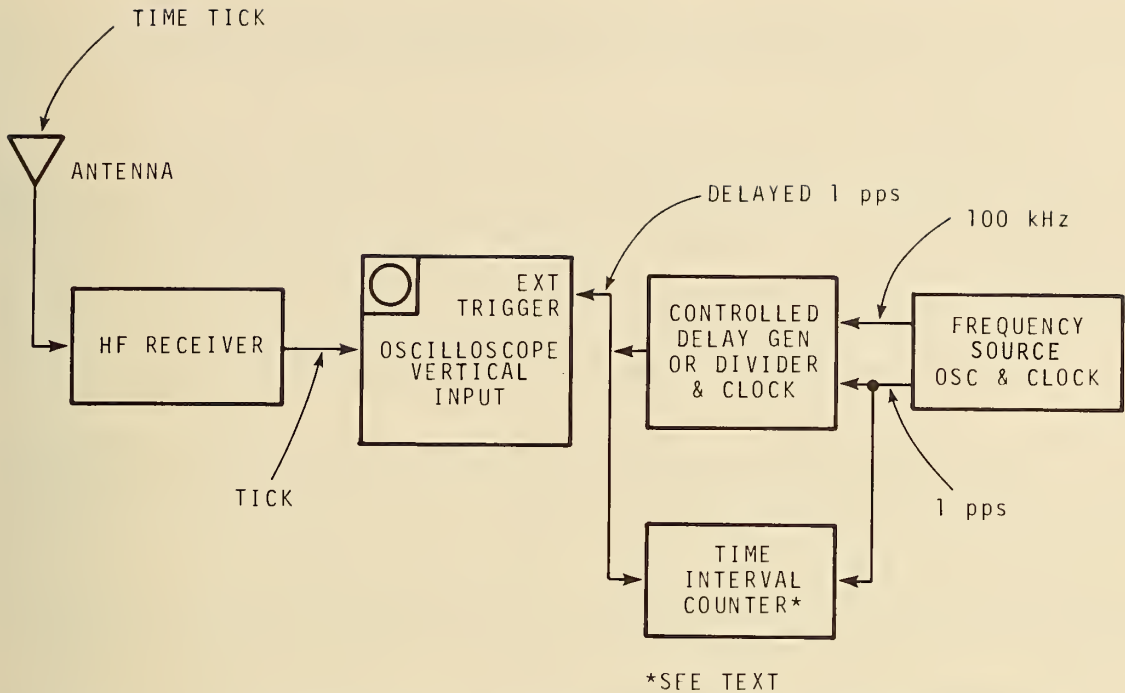 TIME TICK
ANTENNA
DELAYED 1 pps
100 kHz
HF RECEIVER
EXT
TRIGGER
OSCILLOSCOPE
VERTICAL
INPUT
CONTROLLED
DELAY GEN
OR DIVIDER
& CLOCK
FREQUENCY
SOURCE
OSC & CLOCK
TICK
1 pps
TIME
INTERVAL
COUNTER*
*SEE TEXT